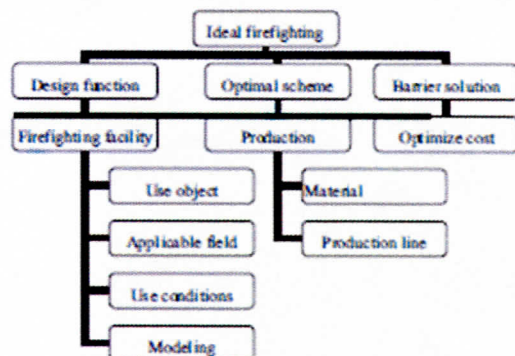 Ideal firefighting
Design function
Optimal scheme
Barrier solution
Firefighting facility
Production
Optimize cost
Use object
Material
Applicable field
Production line
Use conditions
Modeling